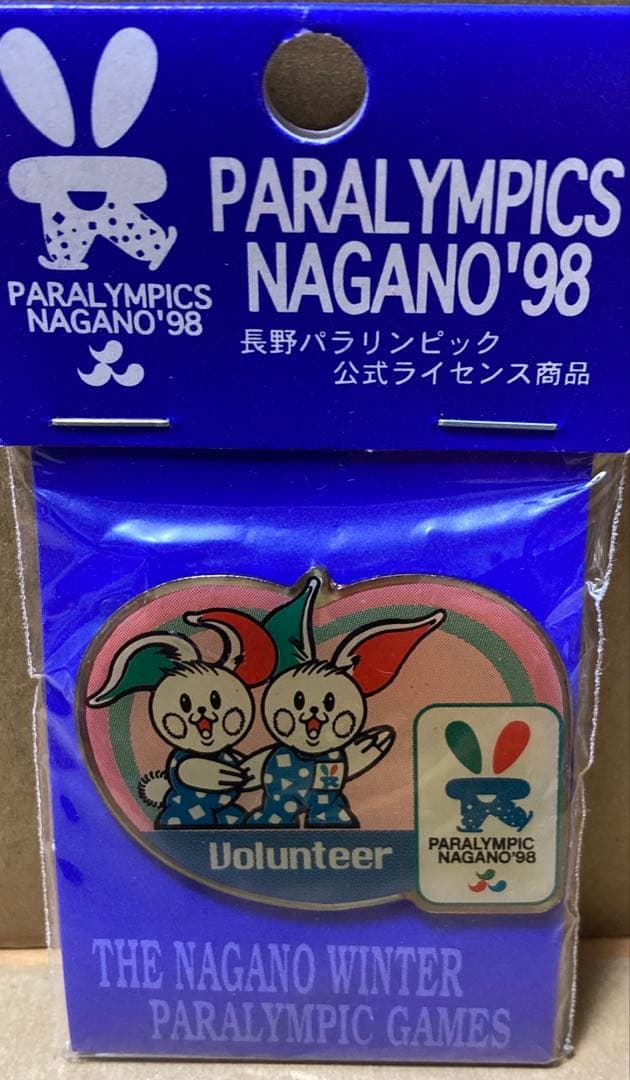 PARALYMPICS
NAGANO'98
PARALYMPICS
NAGANO'98
長野パラリンピック
公式ライセンス商品
Volunteer
PARALYMPIC
NAGANO'98
THE NAGANO WINTER
PARALYMPIC GAMES